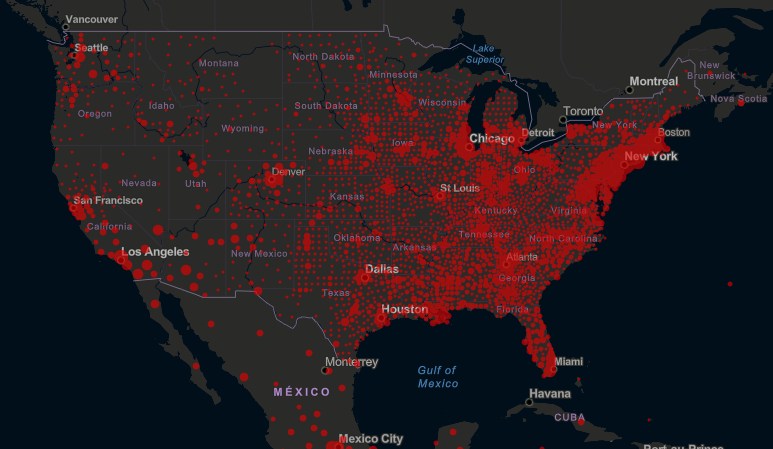 Vancouver
Seattle
Lake
Superior
Montana
North Dakota
Minnesota
New
Brunswick
Montreal
Nova Scotia
Oregon
Idaho
South Dakota
Wisconsin
Toronto
Wyoming
Iowa
Chicago
Detroit
New York
Boston
Nebraska
New York
Nevada
Utah
Denver
Ohio
San Francisco
Kansas
St Louis
California
Kentucky
Virginia
Los Angeles
New Mexico
Oklahoma
Arkansas
Tennessee
North Carolina
Dallas
Atlanta
Texas
Georgia
Houston
Florida
Monterrey
Gulf of
Mexico
Miami
MÉXICO
Havana
CUBA
Mexico City
Port-au-Prince